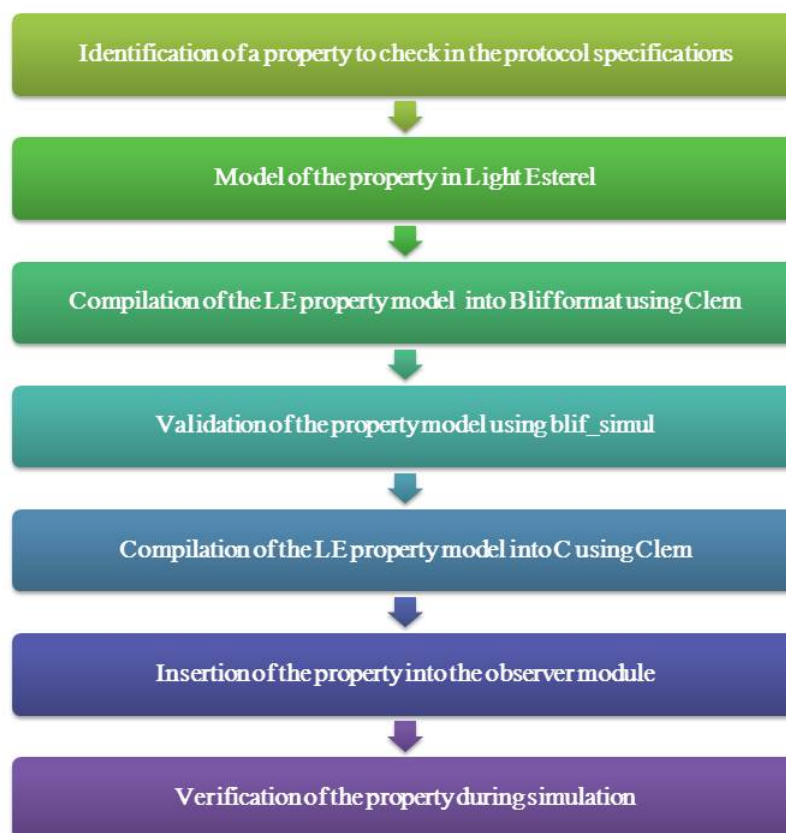 Identification of a property to check in the protocol specifications
Model of the property in Light Esterel
Compilation of the LE property model into Blif format using Clem
Validation of the property model using blif_simul
Compilation of the LE property model into C using Clem
Insertion of the property into the observer module
Verification of the property during simulation